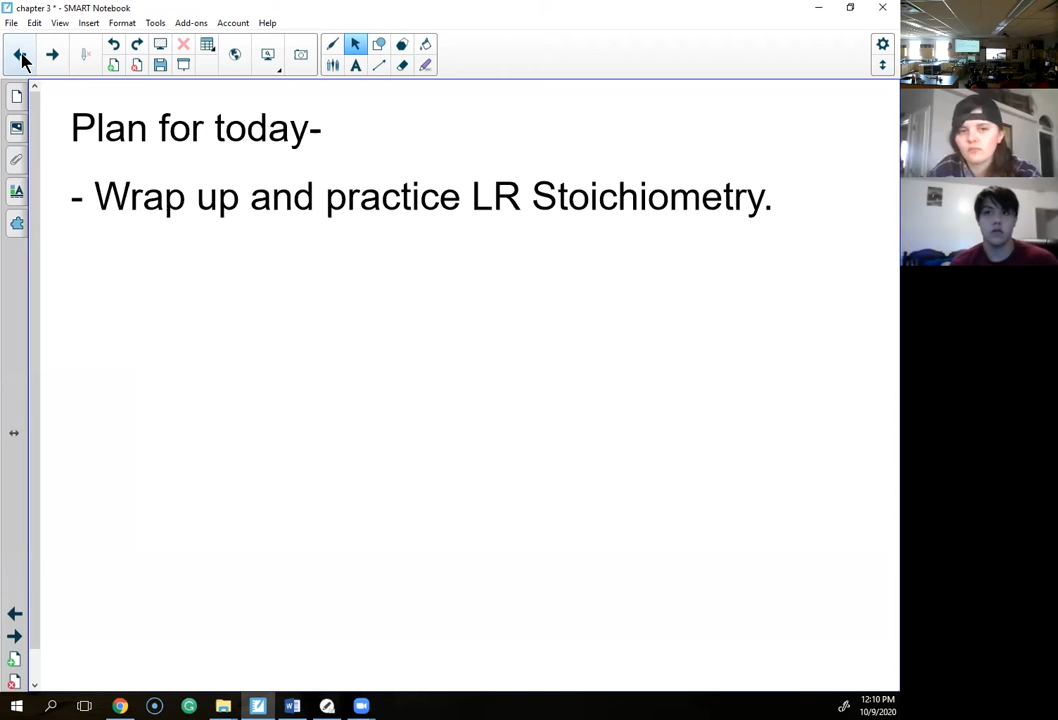 chapter 3 * - SMART Notebook
File Edit View Insert Format Tools Add-ons Account Help
Plan for today-
- Wrap up and practice LR Stoichiometry.
12:10 PM
10/9/2020